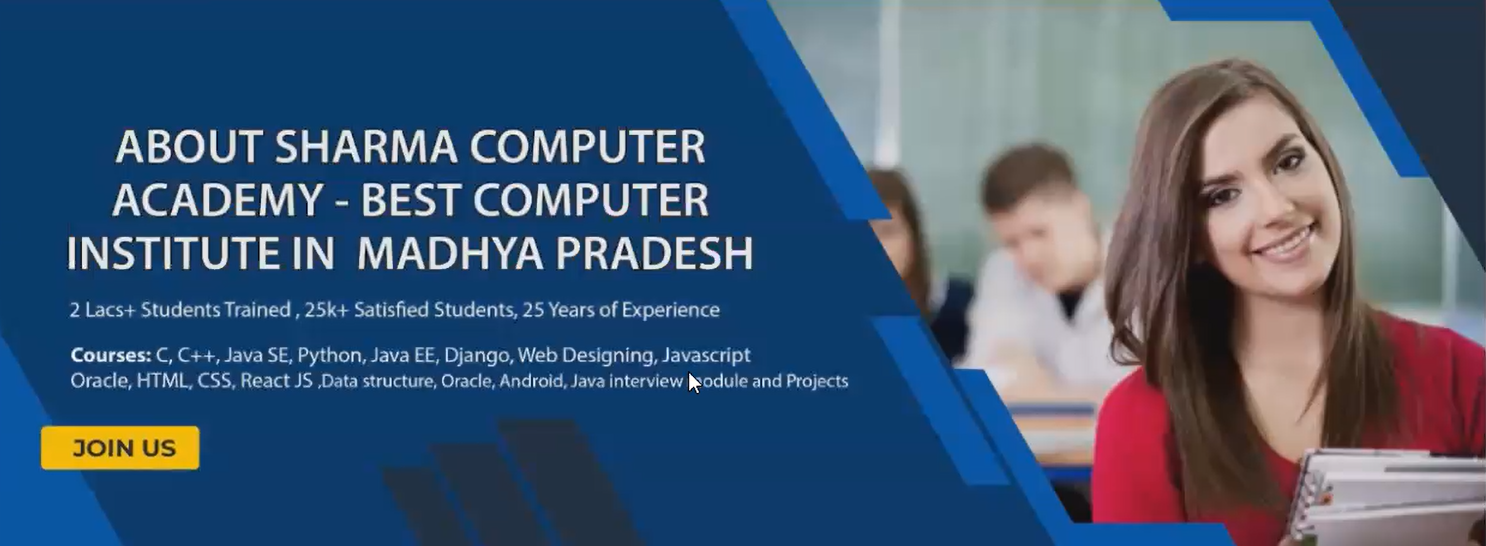 ABOUT SHARMA COMPUTER
ACADEMY - BEST COMPUTER
INSTITUTE IN MADHYA PRADESH
2 Lacs+ Students Trained , 25k+ Satisfied Students, 25 Years of Experience
Courses: C, C++, Java SE, Python, Java EE, Django, Web Designing, Javascript
Oracle, HTML, CSS, React JS ,Data structure, Oracle, Android, Java interview module and Projects
JOIN US